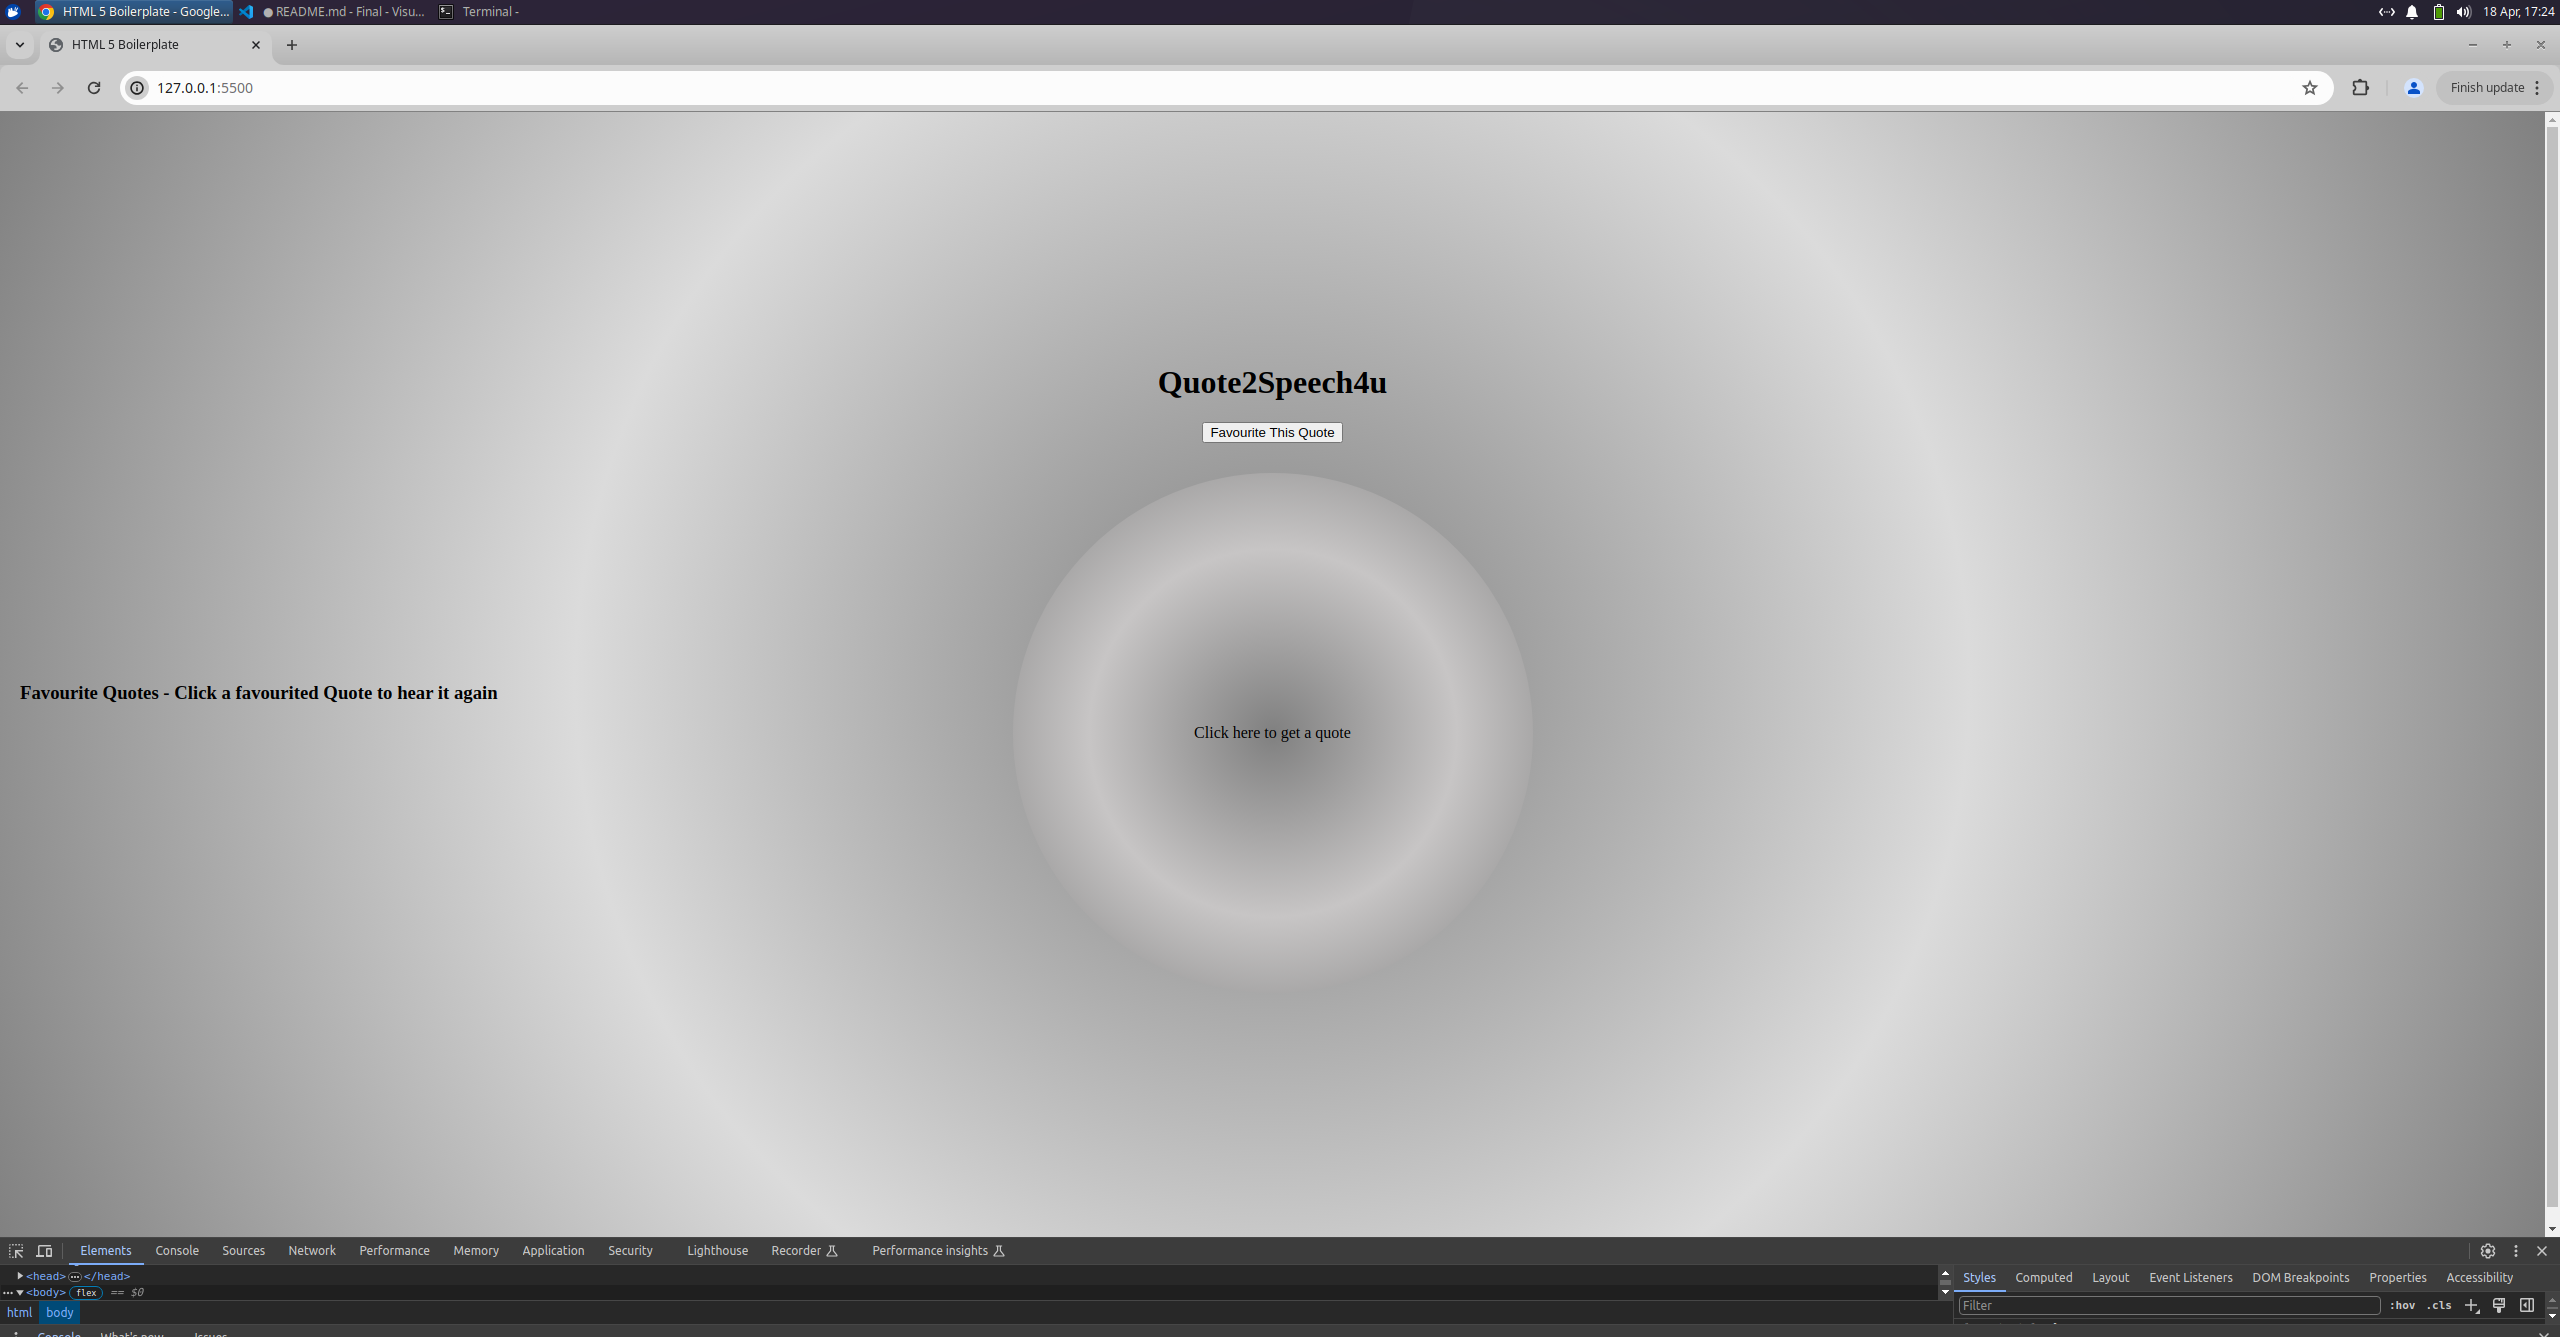 HTML 5 Boilerplate - Google... README.md - Final - Visu... Terminal - 18 Apr, 17:24
HTML 5 Boilerplate
127.0.0.1:5500 Finish update
Quote2Speech4u
Favourite This Quote
Favourite Quotes - Click a favourited Quote to hear it again
Click here to get a quote
Elements Console Sources Network Performance Memory Application Security Lighthouse Recorder Performance insights
<head> ··· </head>
··· <body> flex == $0
html body
Styles Computed Layout Event Listeners DOM Breakpoints Properties Accessibility
Filter :hov .cls
Console What's new Issues